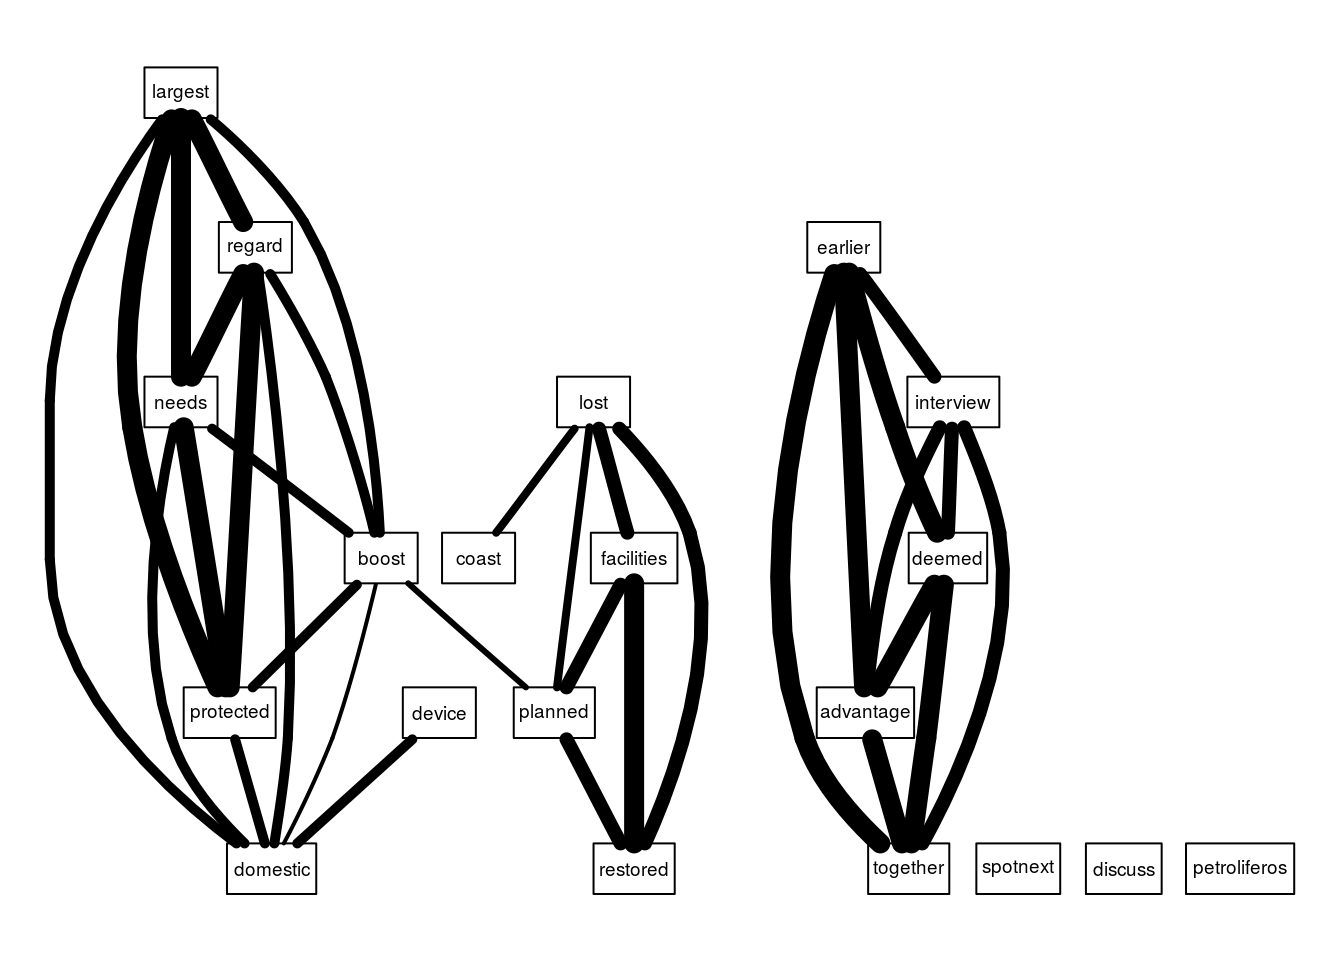 largest
regard
earlier
needs
lost
interview
boost
coast
facilities
deemed
protected
device
planned
advantage
domestic
restored
together
spotnext
discuss
petroliferos